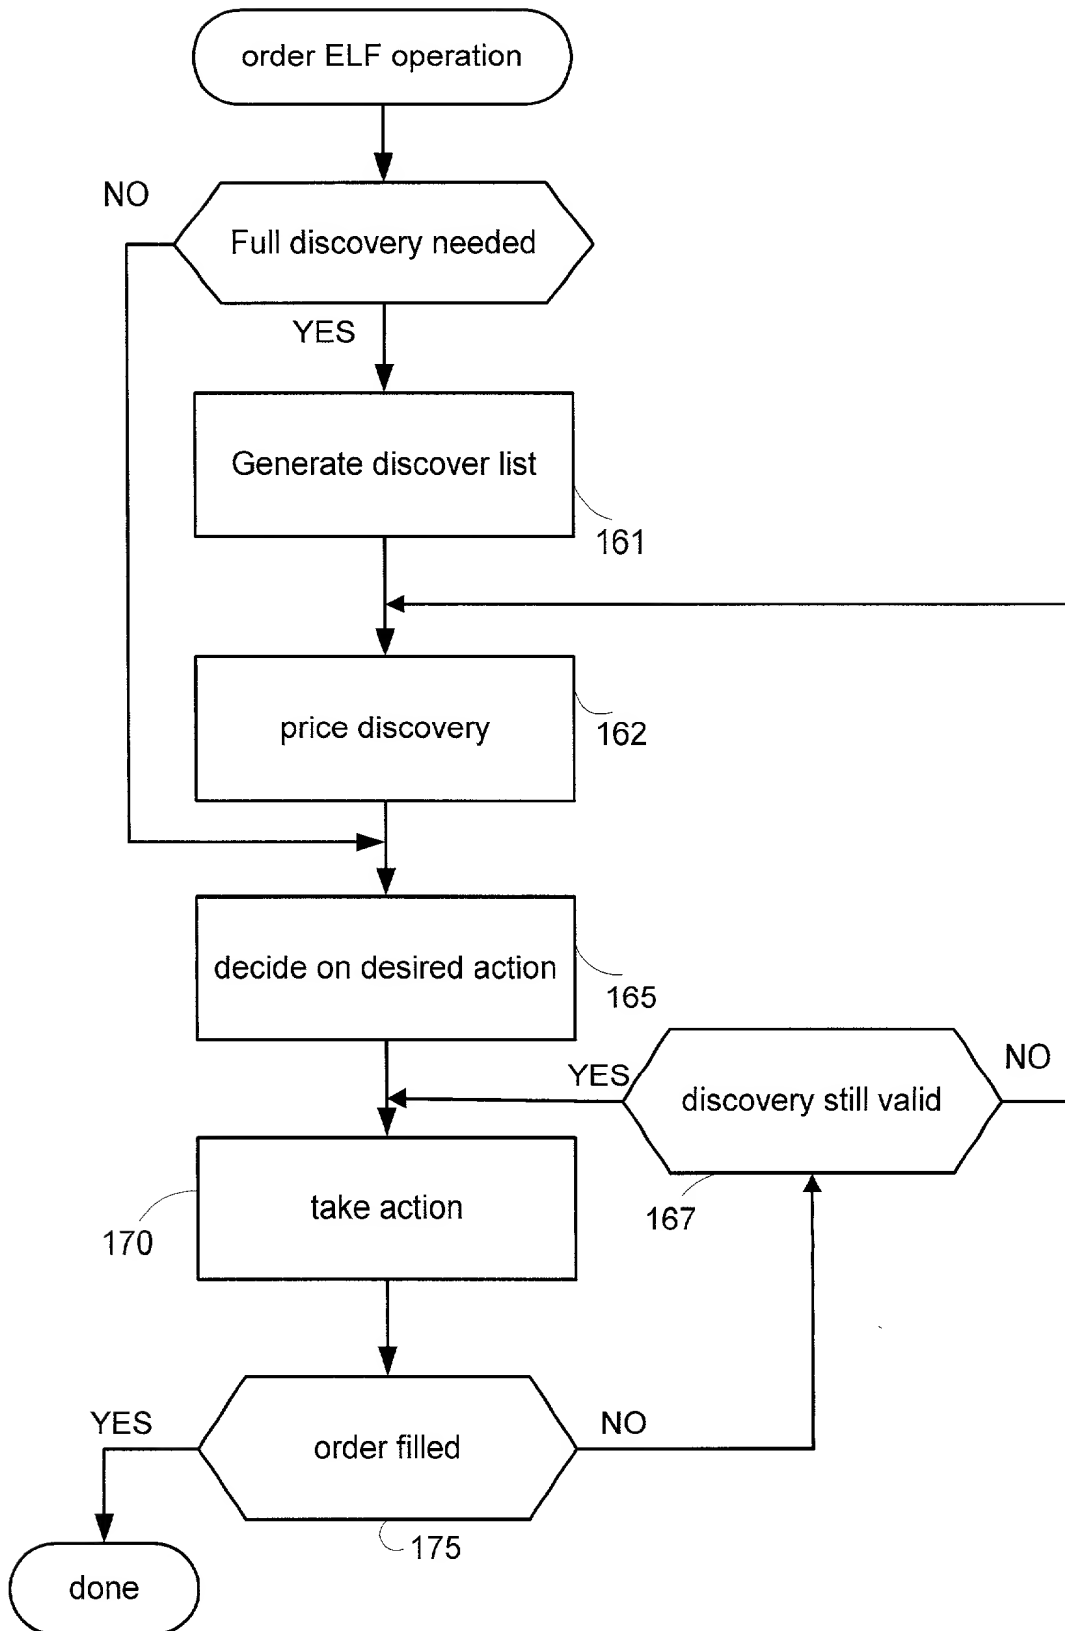 order ELF operation
NO
Full discovery needed
YES
Generate discover list
161
price discovery
162
decide on desired action
165
YES
discovery still valid
NO
167
take action
170
YES
order filled
NO
175
done